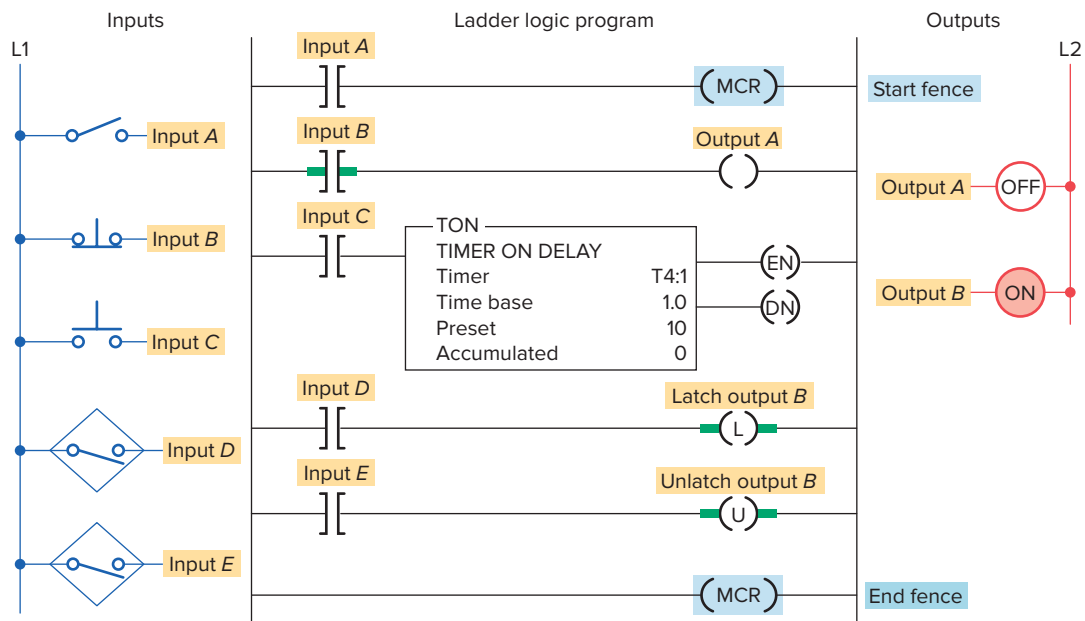 Inputs
Ladder logic program
Outputs
L1
L2
Input A
MCR
Start fence
Input A
Input B
Output A
Output A
OFF
Input B
Input C
TON
TIMER ON DELAY
Timer T4:1
Time base 1.0
Preset 10
Accumulated 0
EN
DN
Output B
ON
Input C
Input D
Latch output B
L
Input D
Input E
Unlatch output B
U
Input E
MCR
End fence